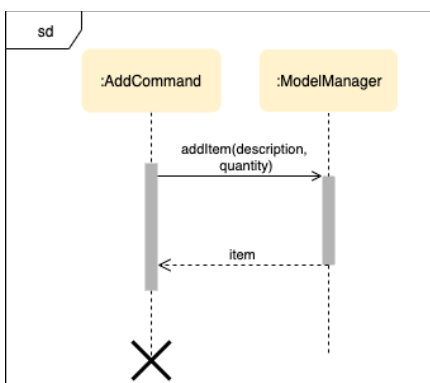 sd
:AddCommand
:ModelManager
addItem(description,
quantity)
item